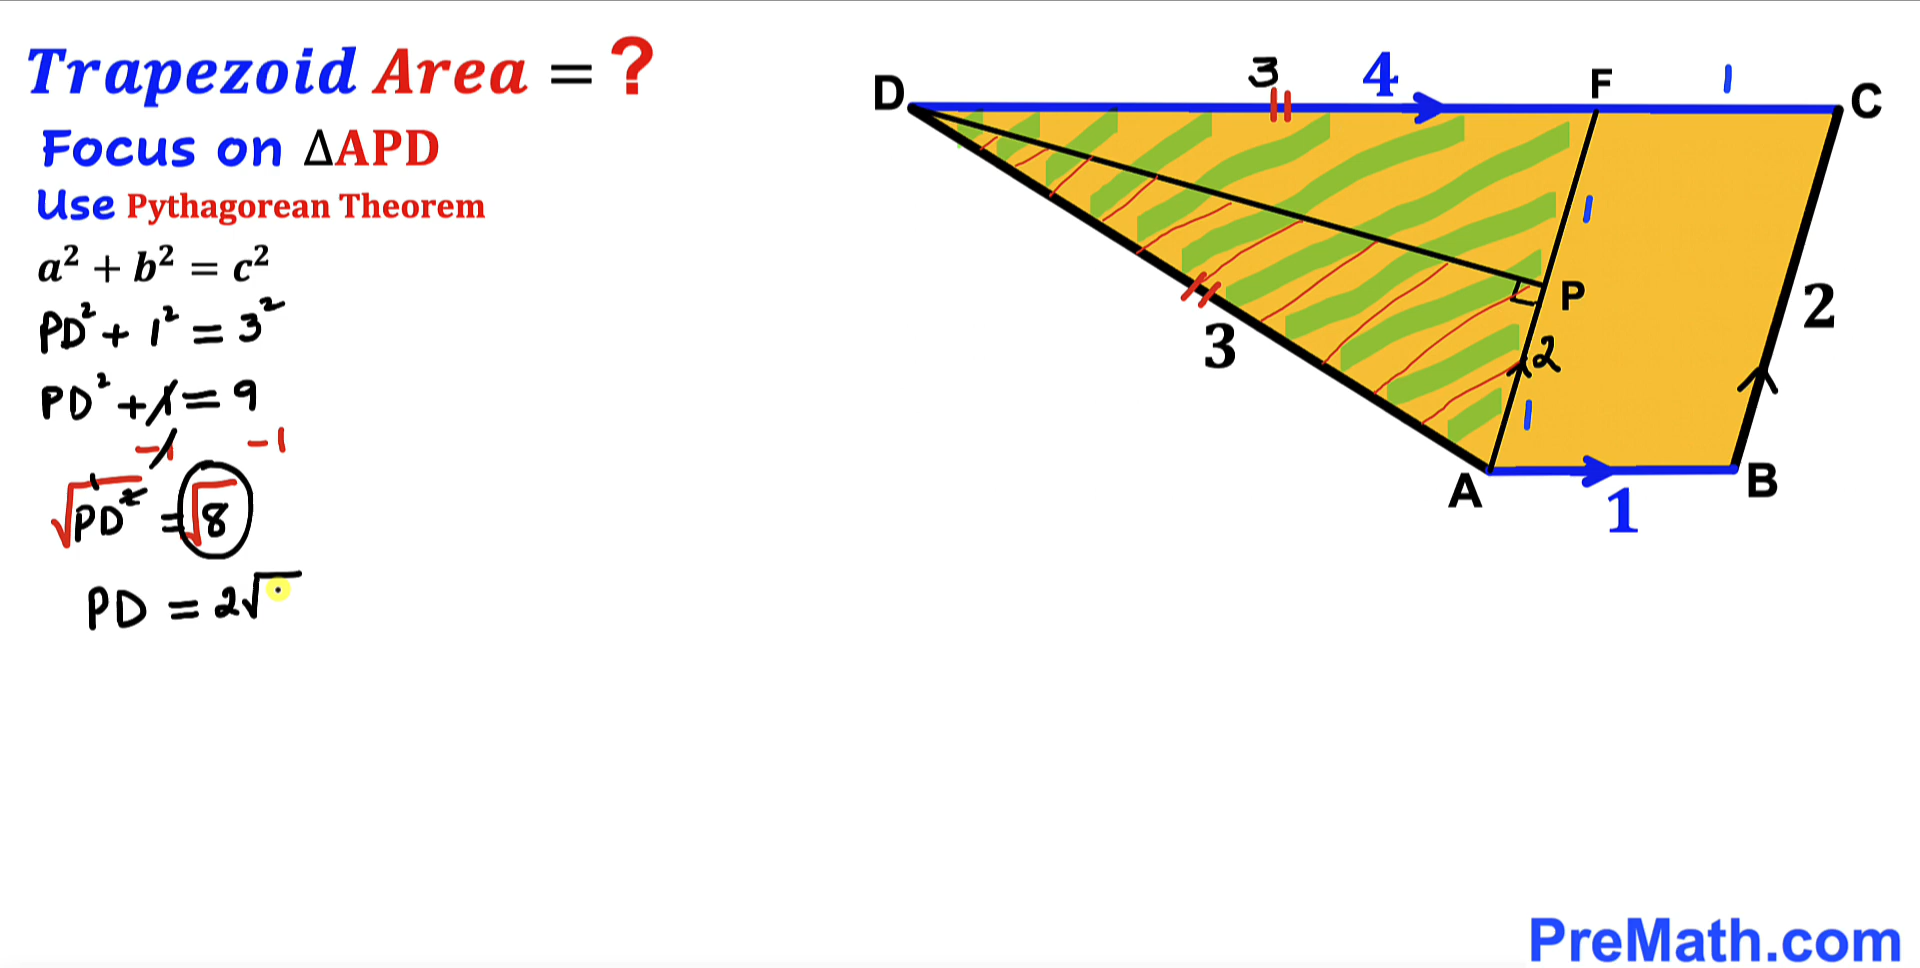 Trapezoid Area = ?
Focus on ΔAPD
Use Pythagorean Theorem
a² + b² = c²
PD² + 1² = 3²
PD² + 1 = 9
-1 -1
√PD² = √8
PD = 2√
D
3
4
F
1
C
1
P
2
3
2
1
A
1
B
PreMath.com